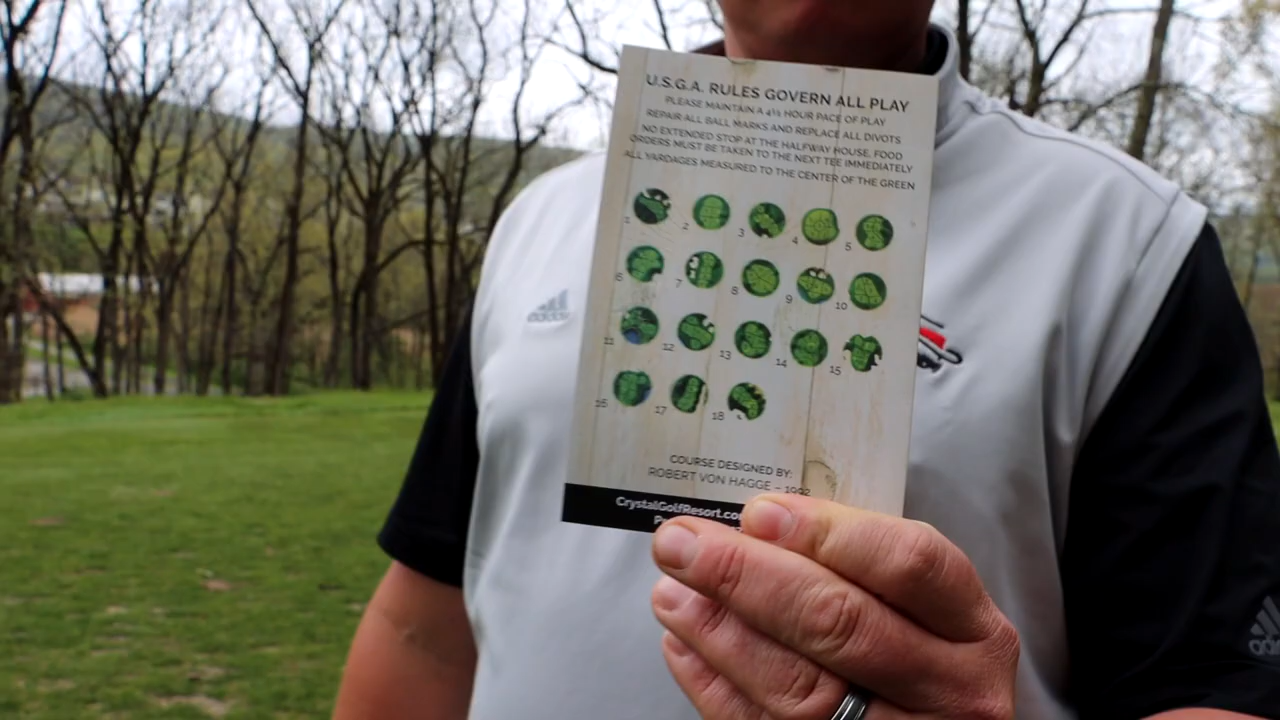 U.S.G.A. RULES GOVERN ALL PLAY
PLEASE MAINTAIN A 4½ HOUR PACE OF PLAY
REPAIR ALL BALL MARKS AND REPLACE ALL DIVOTS
NO EXTENDED STOP AT THE HALFWAY HOUSE, FOOD
ORDERS MUST BE TAKEN TO THE NEXT TEE IMMEDIATELY
ALL YARDAGES MEASURED TO THE CENTER OF THE GREEN
1 2 3 4 5
6 7 8 9 10
11 12 13 14 15
16 17 18
COURSE DESIGNED BY:
ROBERT VON HAGGE – 1992
CrystalGolfResort.co
adidas